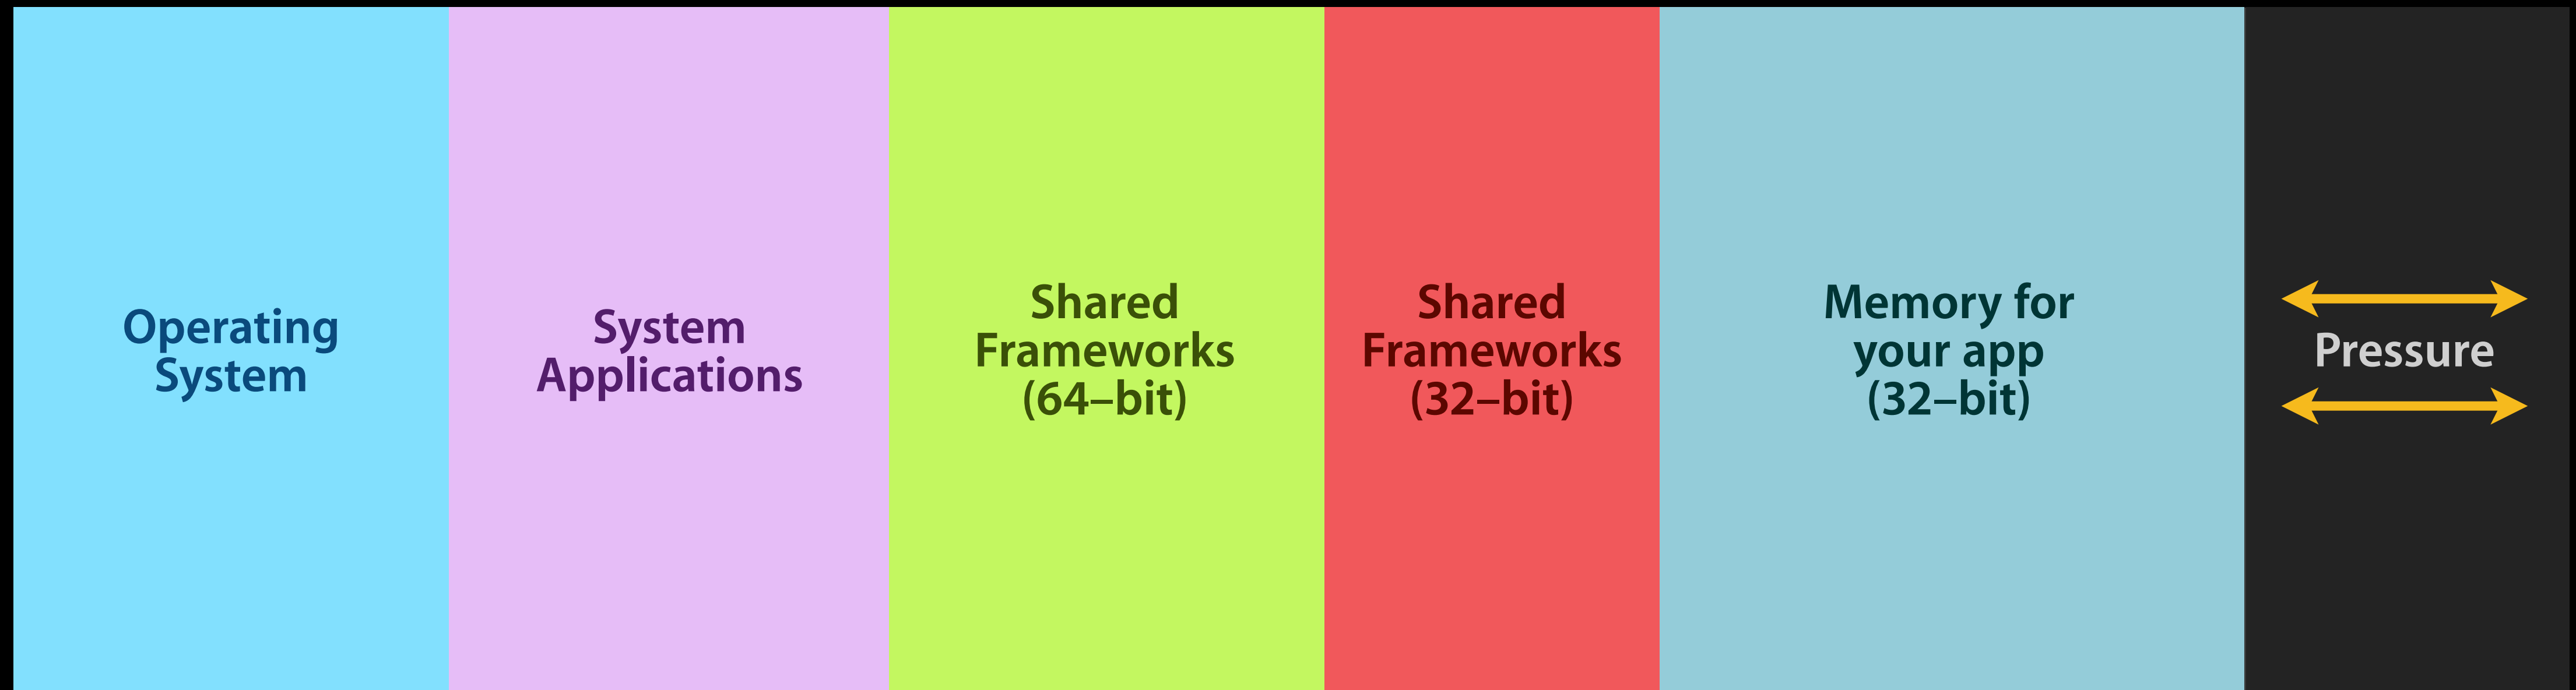 Operating
System
System
Applications
Shared
Frameworks
(64–bit)
Shared
Frameworks
(32–bit)
Memory for
your app
(32–bit)
Pressure